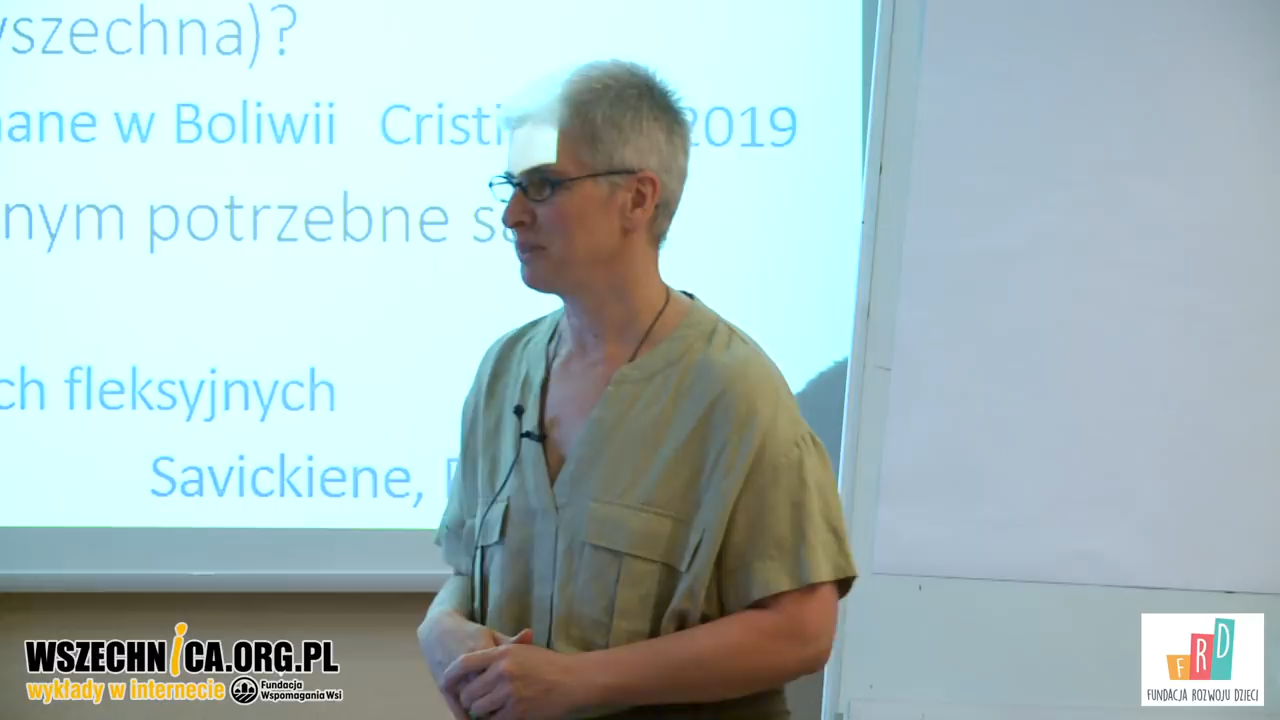 wszechna)?
ane w Boliwii Cristi 2019
nym potrzebne s
ch fleksyjnych
Savickiene,
WSZECHNiCA.ORG.PL
wykłady w internecie
Fundacja
Wspomagania Wsi
FRD
FUNDACJA ROZWOJU DZIECI